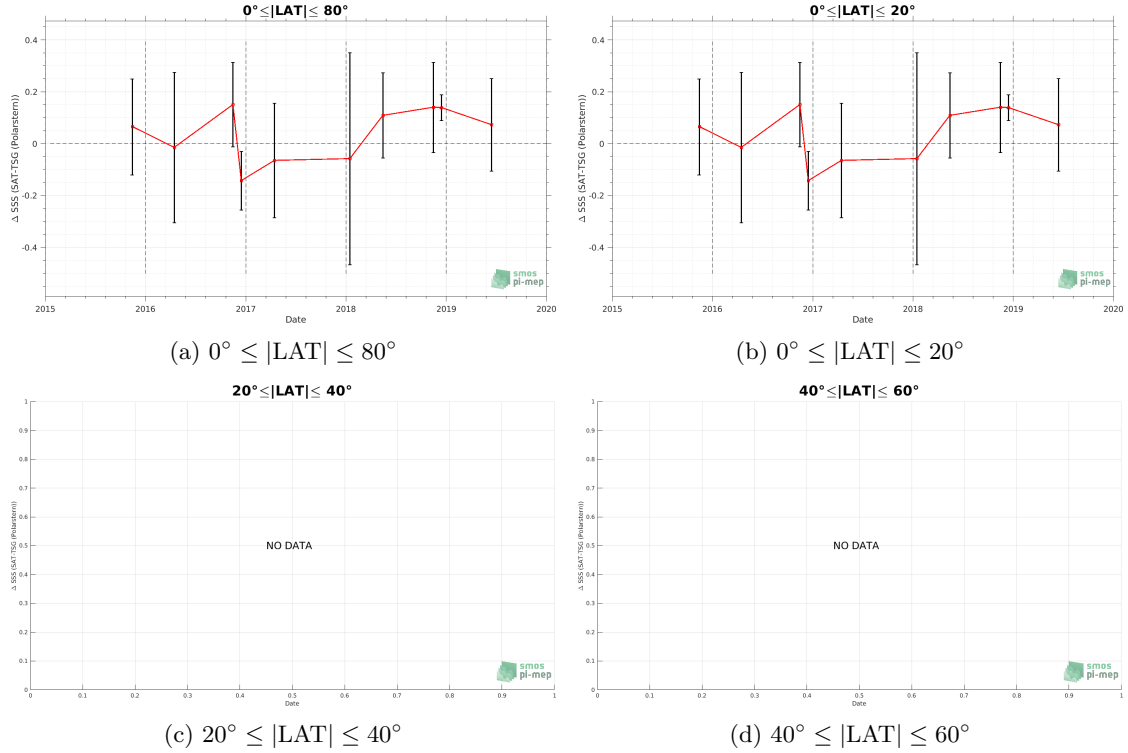 0°≤|LAT|≤ 80°
Δ SSS (SAT-TSG (Polarstern))
0.4
0.2
0
-0.2
-0.4
2015 2016 2017 2018 2019 2020
Date
smos
pi-mep
(a) 0° ≤ |LAT| ≤ 80°
0°≤|LAT|≤ 20°
Δ SSS (SAT-TSG (Polarstern))
0.4
0.2
0
-0.2
-0.4
2015 2016 2017 2018 2019 2020
Date
smos
pi-mep
(b) 0° ≤ |LAT| ≤ 20°
20°≤|LAT|≤ 40°
Δ SSS (SAT-TSG (Polarstern))
1
0.9
0.8
0.7
0.6
0.5
0.4
0.3
0.2
0.1
0
NO DATA
0 0.1 0.2 0.3 0.4 0.5 0.6 0.7 0.8 0.9 1
Date
smos
pi-mep
(c) 20° ≤ |LAT| ≤ 40°
40°≤|LAT|≤ 60°
Δ SSS (SAT-TSG (Polarstern))
1
0.9
0.8
0.7
0.6
0.5
0.4
0.3
0.2
0.1
0
NO DATA
0 0.1 0.2 0.3 0.4 0.5 0.6 0.7 0.8 0.9 1
Date
smos
pi-mep
(d) 40° ≤ |LAT| ≤ 60°